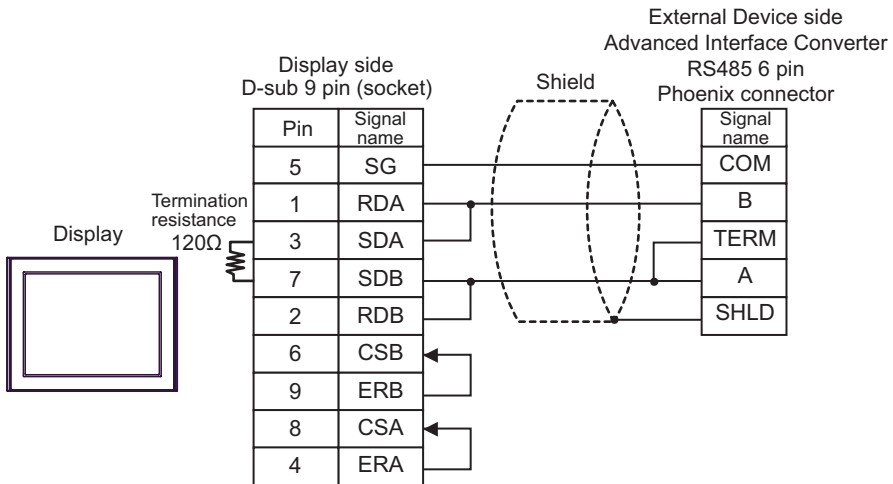 External Device side
Advanced Interface Converter
RS485 6 pin
Phoenix connector
Display side
D-sub 9 pin (socket)
Shield
Pin Signal name
Signal name
5 SG COM
1 RDA B
3 SDA TERM
7 SDB A
2 RDB SHLD
6 CSB
9 ERB
8 CSA
4 ERA
Termination
resistance
120Ω
Display